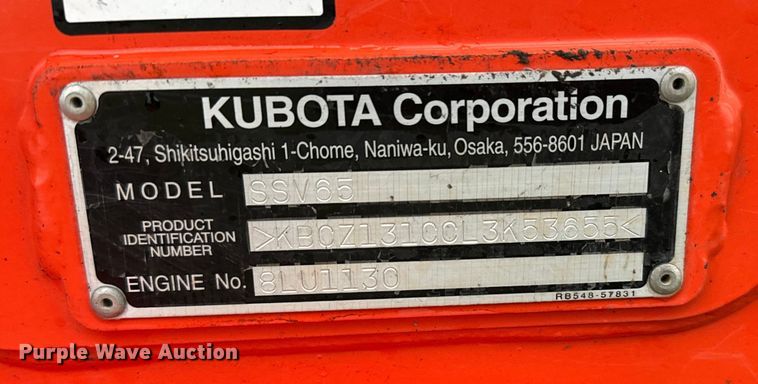 KUBOTA Corporation
2-47, Shikitsuhigashi 1-Chome, Naniwa-ku, Osaka, 556-8601 JAPAN
MODEL SSV65
PRODUCT IDENTIFICATION NUMBER >KBCZ131CCL3K53655<
ENGINE No. 8LU1130
RB548-57831
Purple Wave Auction